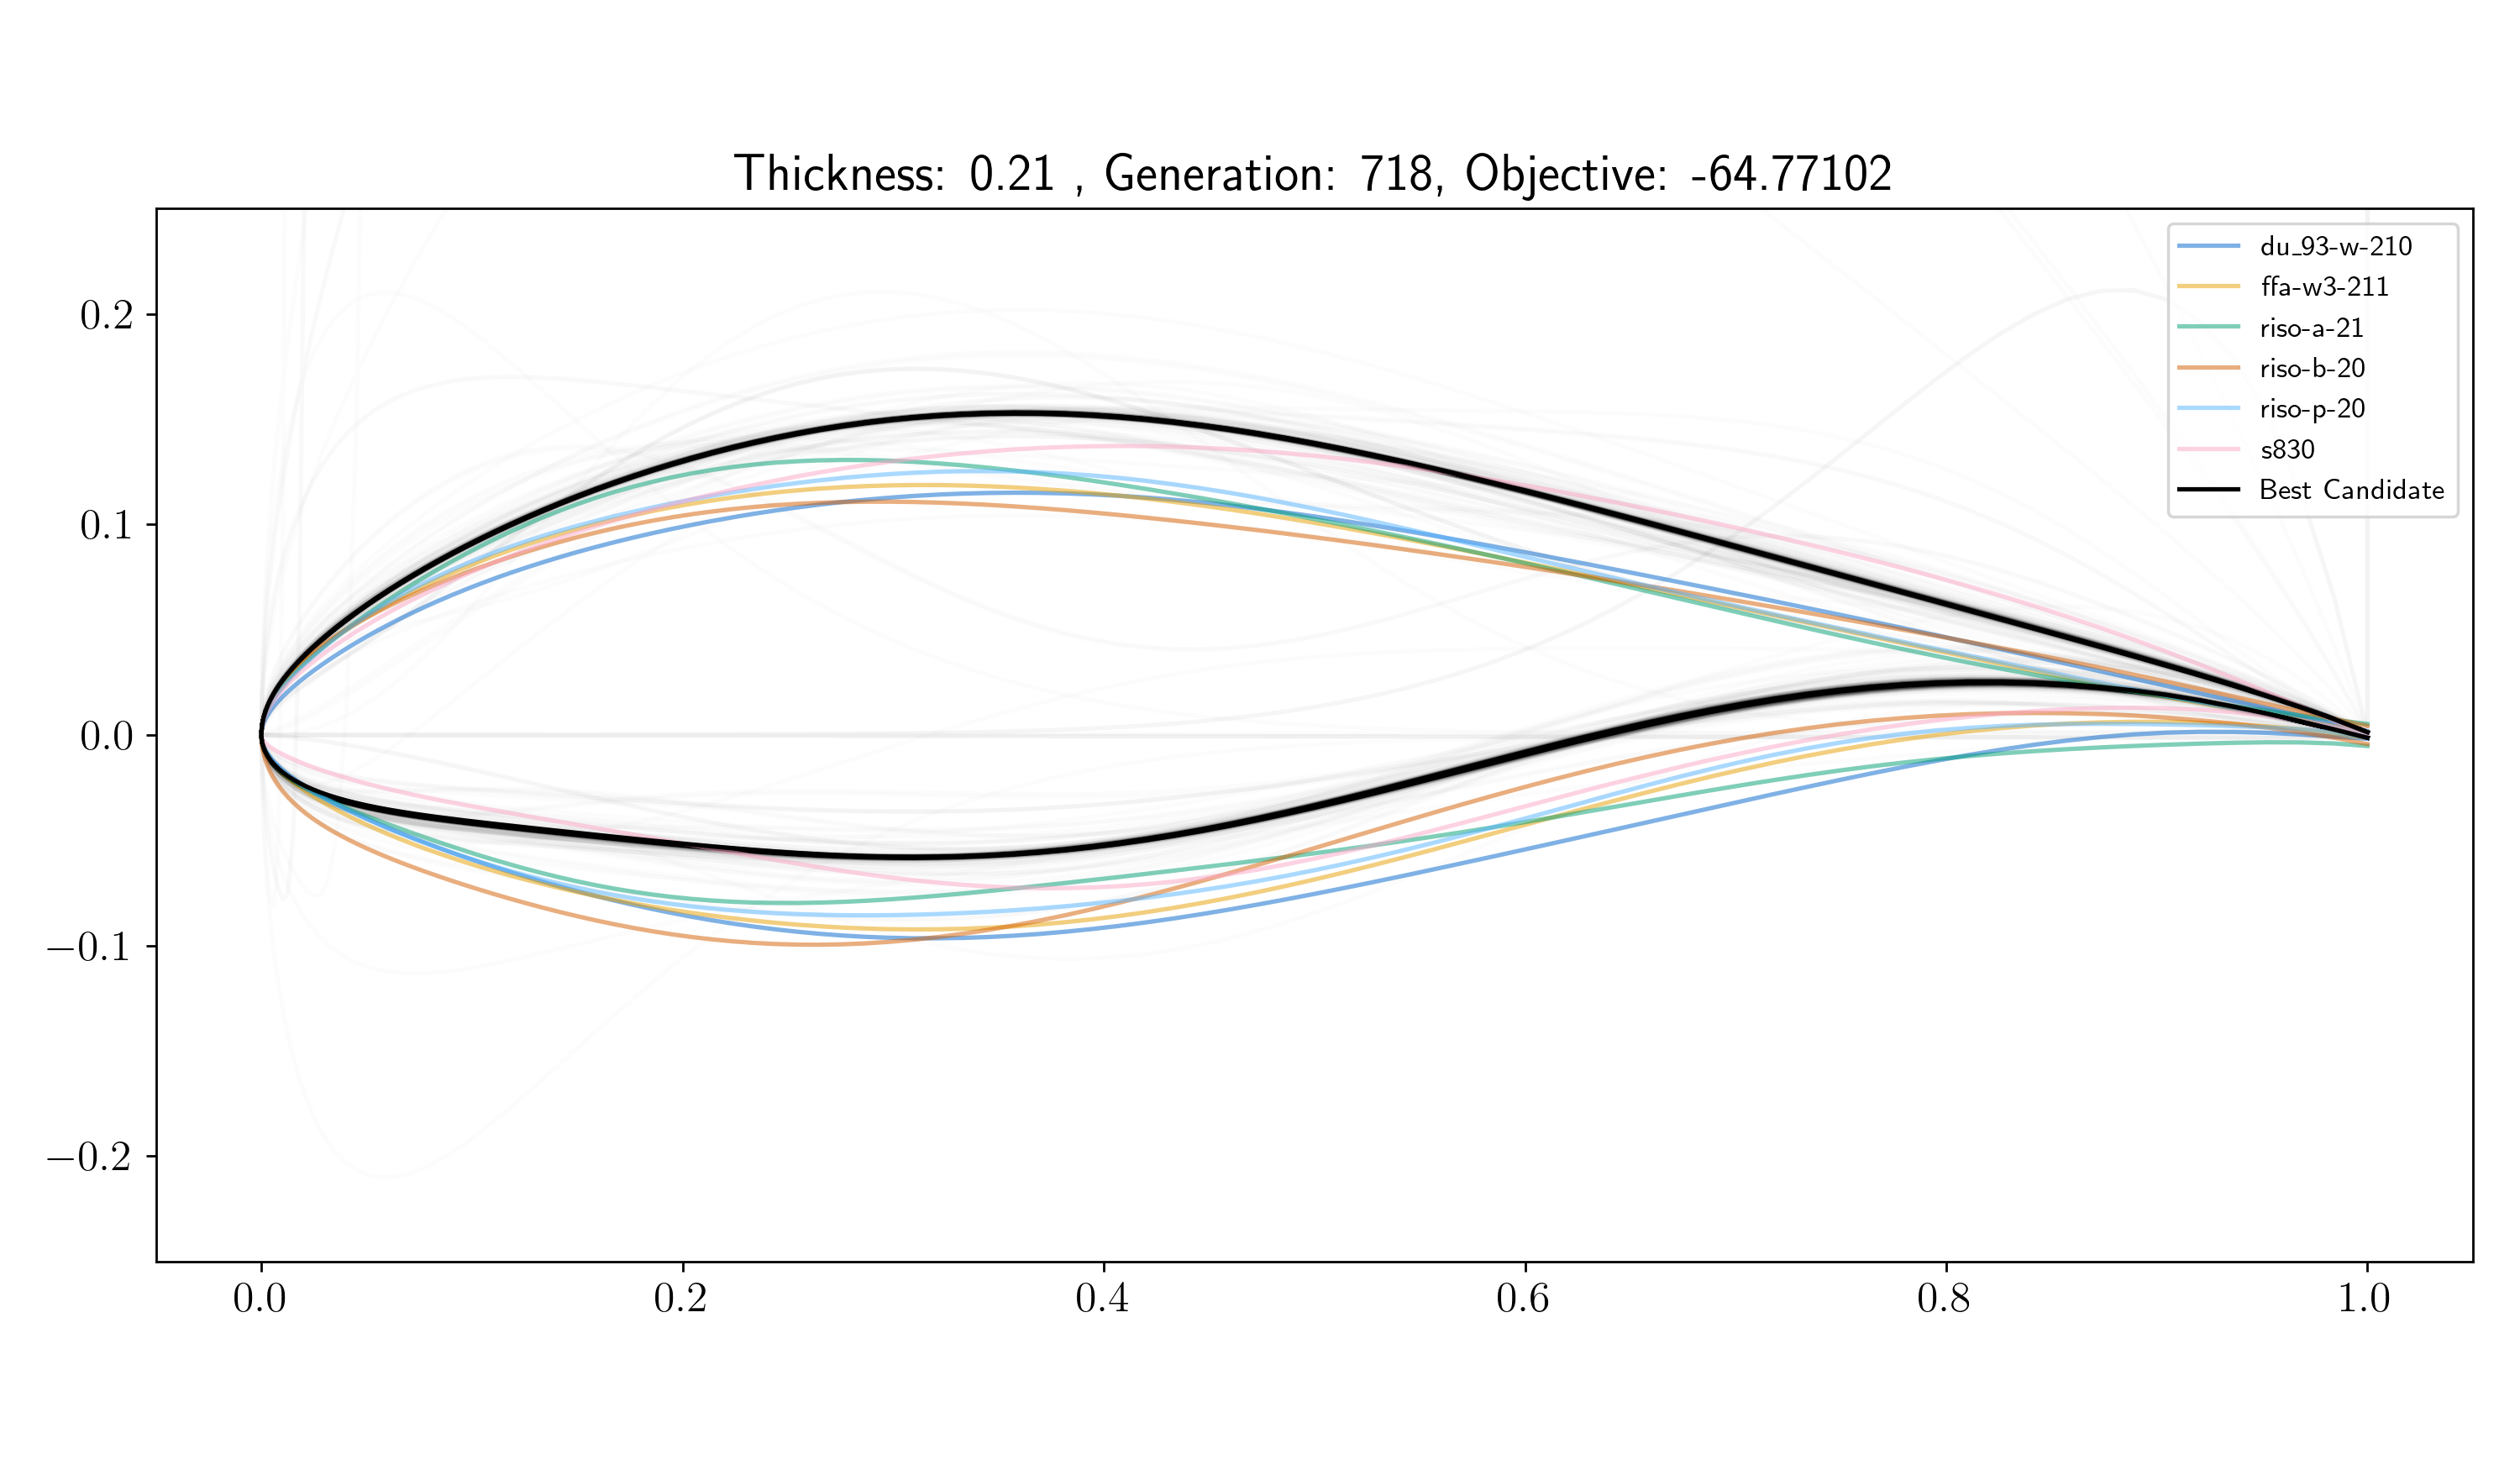 Thickness: 0.21 , Generation: 718, Objective: -64.77102
du_93-w-210
ffa-w3-211
riso-a-21
riso-b-20
riso-p-20
s830
Best Candidate
0.2
0.1
0.0
−0.1
−0.2
0.0 0.2 0.4 0.6 0.8 1.0